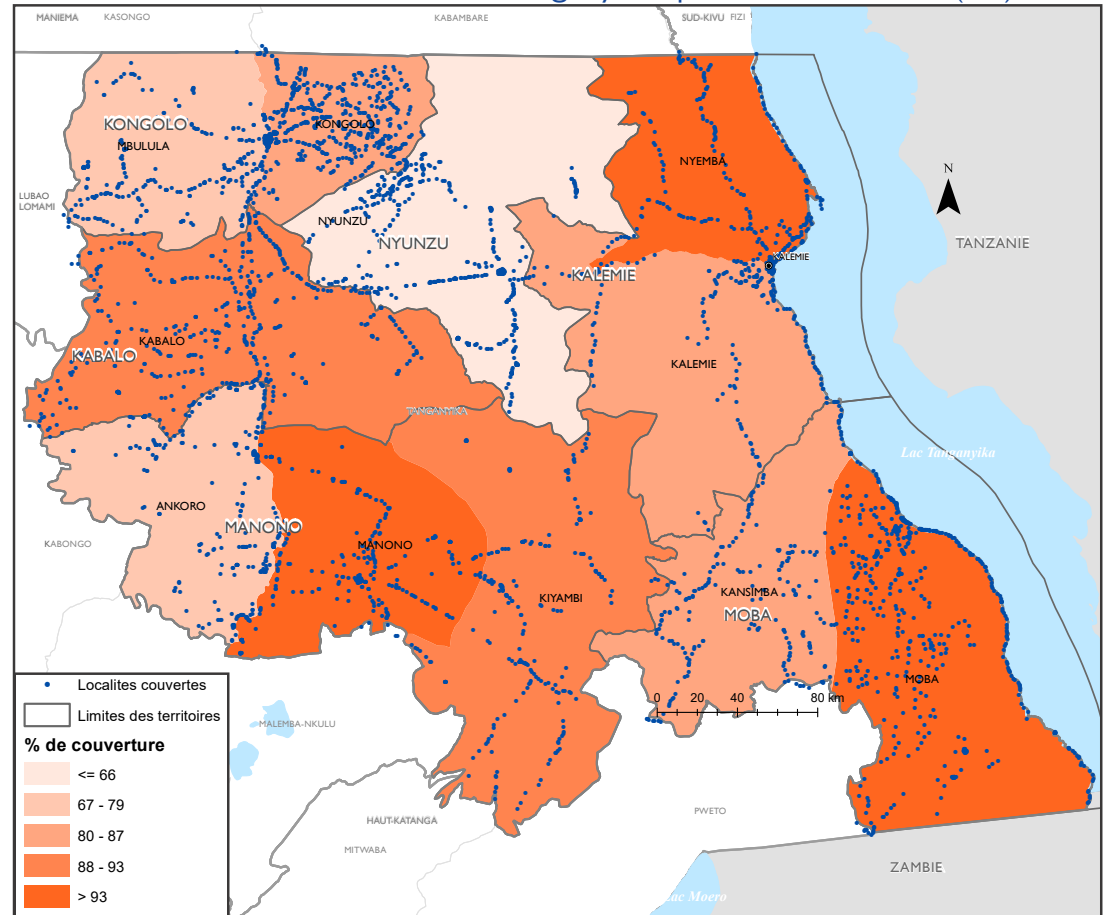 MANIEMA
KASONGO
KABAMBARE
SUD-KIVU
FIZI
KONGOLO
MBULULA
KONGOLO
NYEMBA
N
LUBAO
LOMAMI
NYUNZU
NYUNZU
TANZANIE
KALEMIE
KALEMIE
KABALO
KABALO
KALEMIE
TANGANYIKA
Lac Tanganyika
ANKORO
MANONO
KABONGO
MANONO
KIYAMBI
KANSIMBA
MOBA
MOBA
0 20 40 80 km
Localites couvertes
Limites des territoires
% de couverture
<= 66
67 - 79
80 - 87
88 - 93
> 93
MALEMBA-NKULU
HAUT-KATANGA
MITWABA
PWETO
ZAMBIE
Lac Moero